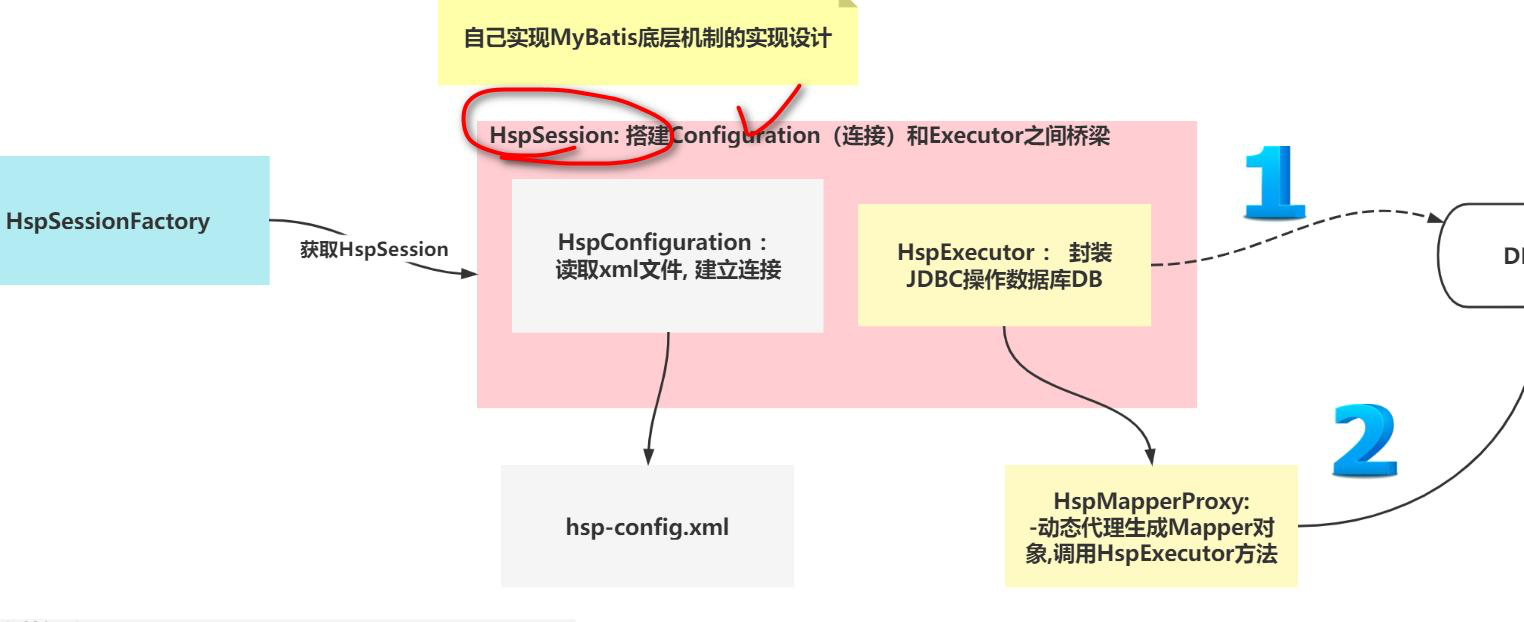 自己实现MyBatis底层机制的实现设计
HspSession: 搭建Configuration（连接）和Executor之间桥梁
1
HspSessionFactory
获取HspSession
HspConfiguration：
读取xml文件, 建立连接
HspExecutor： 封装
JDBC操作数据库DB
2
hsp-config.xml
HspMapperProxy:
-动态代理生成Mapper对
象,调用HspExecutor方法